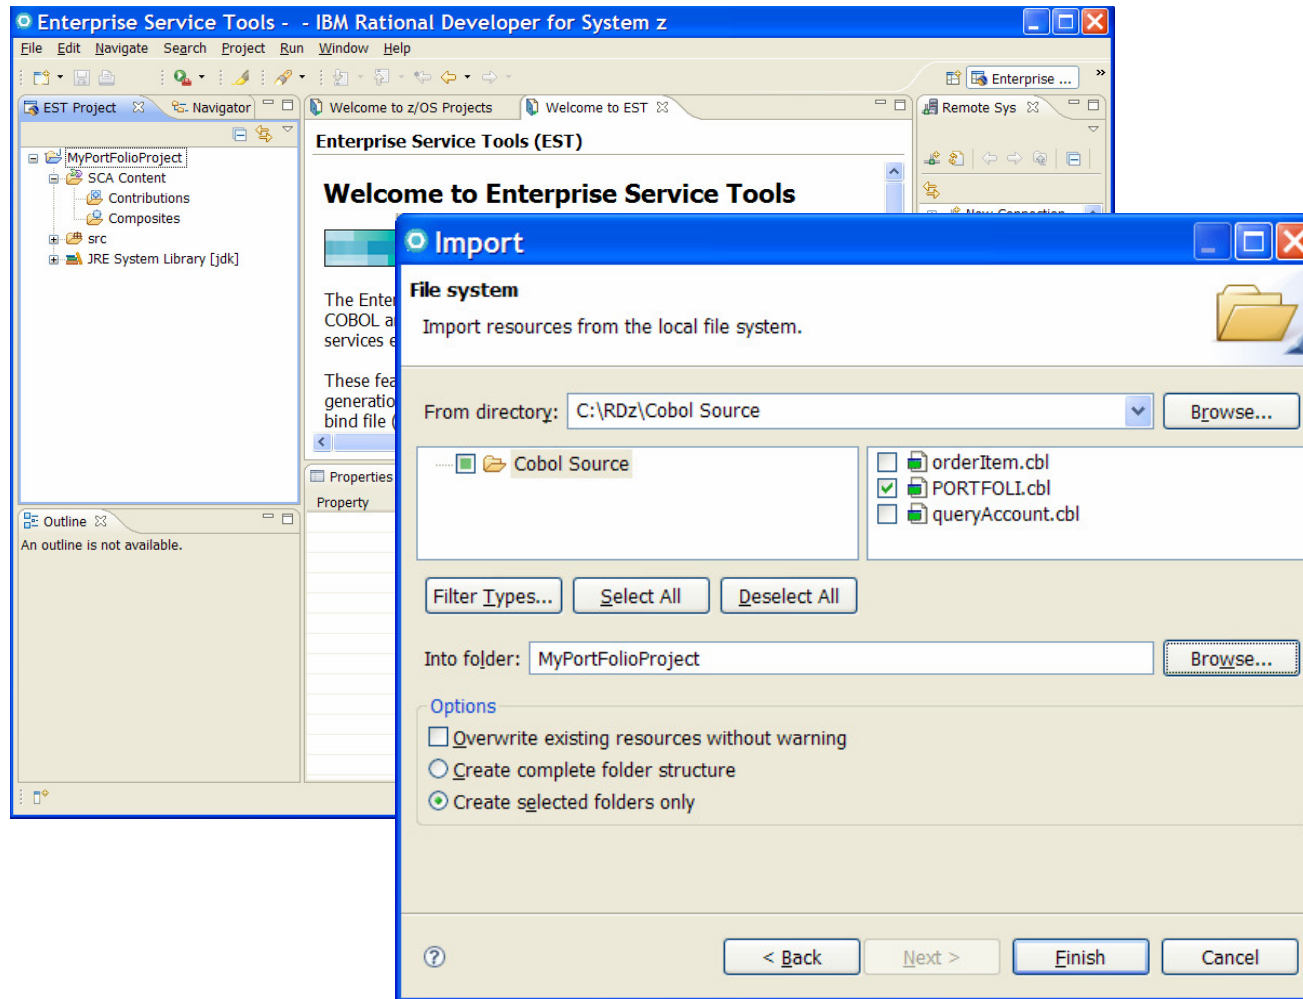 Enterprise Service Tools -  - IBM Rational Developer for System z
File Edit Navigate Search Project Run Window Help
Enterprise ... »
EST Project Navigator
Welcome to z/OS Projects Welcome to EST
Remote Sys
Enterprise Service Tools (EST)
MyPortFolioProject
SCA Content
Contributions
Composites
src
JRE System Library [jdk]
Welcome to Enterprise Service Tools
New Connection
The Enter
COBOL a
services e
These fea
generatio
bind file (
Properties
Property
Outline
An outline is not available.
Import
File system
Import resources from the local file system.
From directory: C:\RDz\Cobol Source Browse...
Cobol Source
orderItem.cbl
PORTFOLI.cbl
queryAccount.cbl
Filter Types... Select All Deselect All
Into folder: MyPortFolioProject Browse...
Options
Overwrite existing resources without warning
Create complete folder structure
Create selected folders only
? < Back Next > Finish Cancel